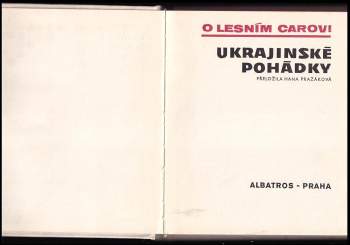 O LESNÍM CAROVI
UKRAJINSKÉ
POHÁDKY
PŘELOŽILA HANA PRAŽÁKOVÁ
ALBATROS - PRAHA